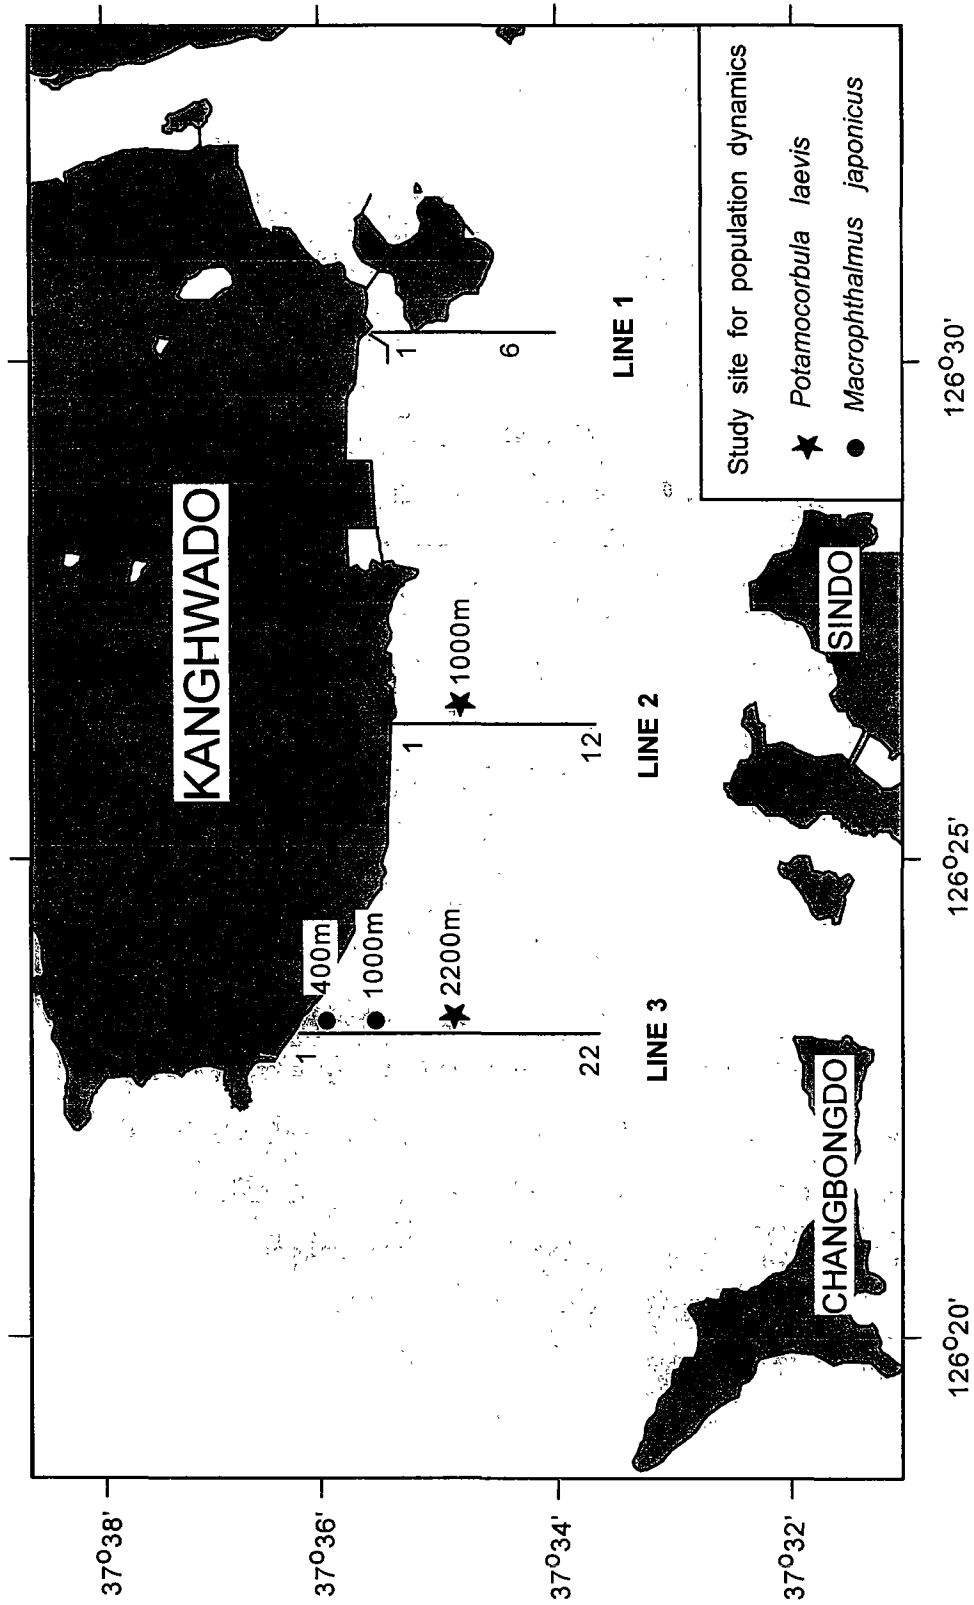 KANGHWADO
400m
1000m
2200m
1000m
1
22
LINE 3
1
12
LINE 2
1
6
LINE 1
CHANGBONGDO
SINDO
Study site for population dynamics
★ Potamocorbula laevis
● Macrophthalmus japonicus
37°38'
37°36'
37°34'
37°32'
126°20'
126°25'
126°30'